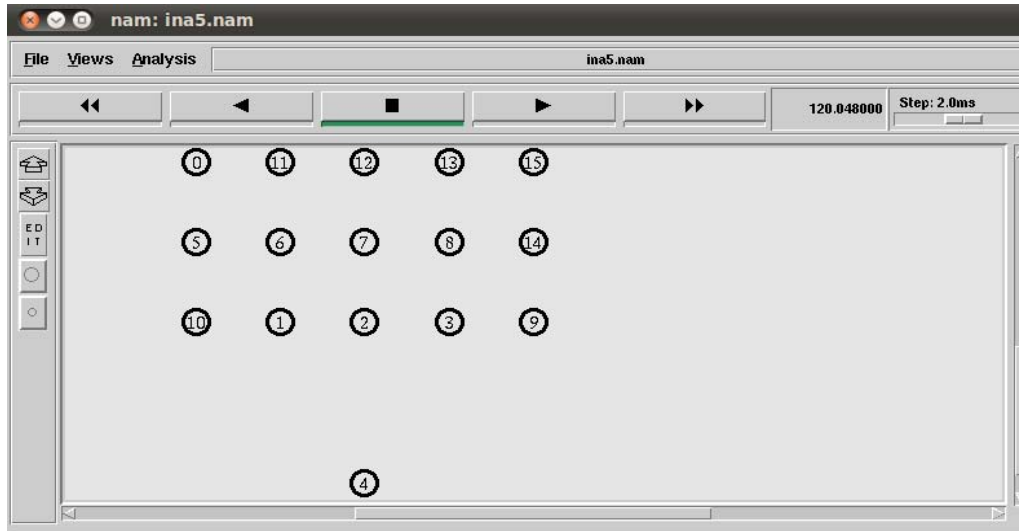 nam: ina5.nam
File Views Analysis ina5.nam
120.048000 Step: 2.0ms
0 11 12 13 15
ED
IT
5 6 7 8 14
10 1 2 3 9
4